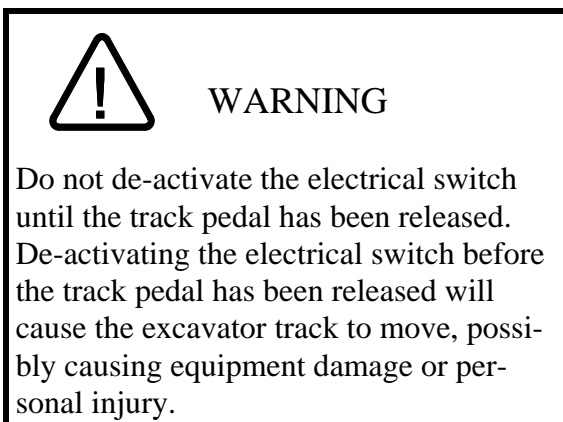 WARNING
Do not de-activate the electrical switch
until the track pedal has been released.
De-activating the electrical switch before
the track pedal has been released will
cause the excavator track to move, possi-
bly causing equipment damage or per-
sonal injury.